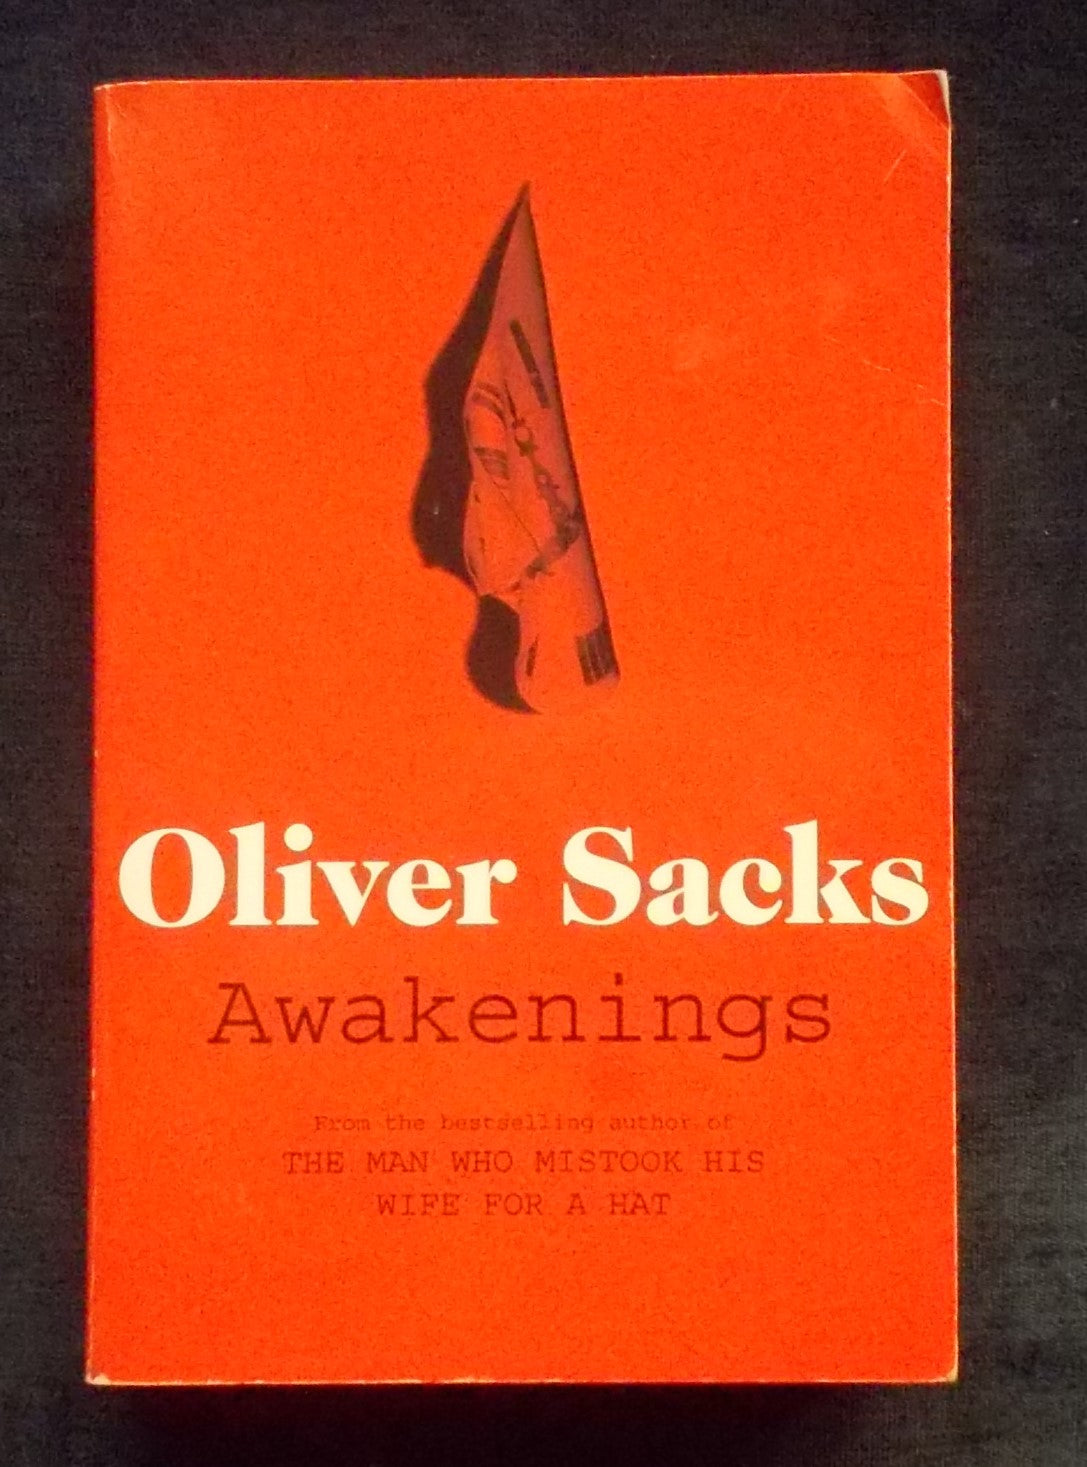 Oliver Sacks
Awakenings
From the bestselling author of
THE MAN WHO MISTOOK HIS
WIFE FOR A HAT